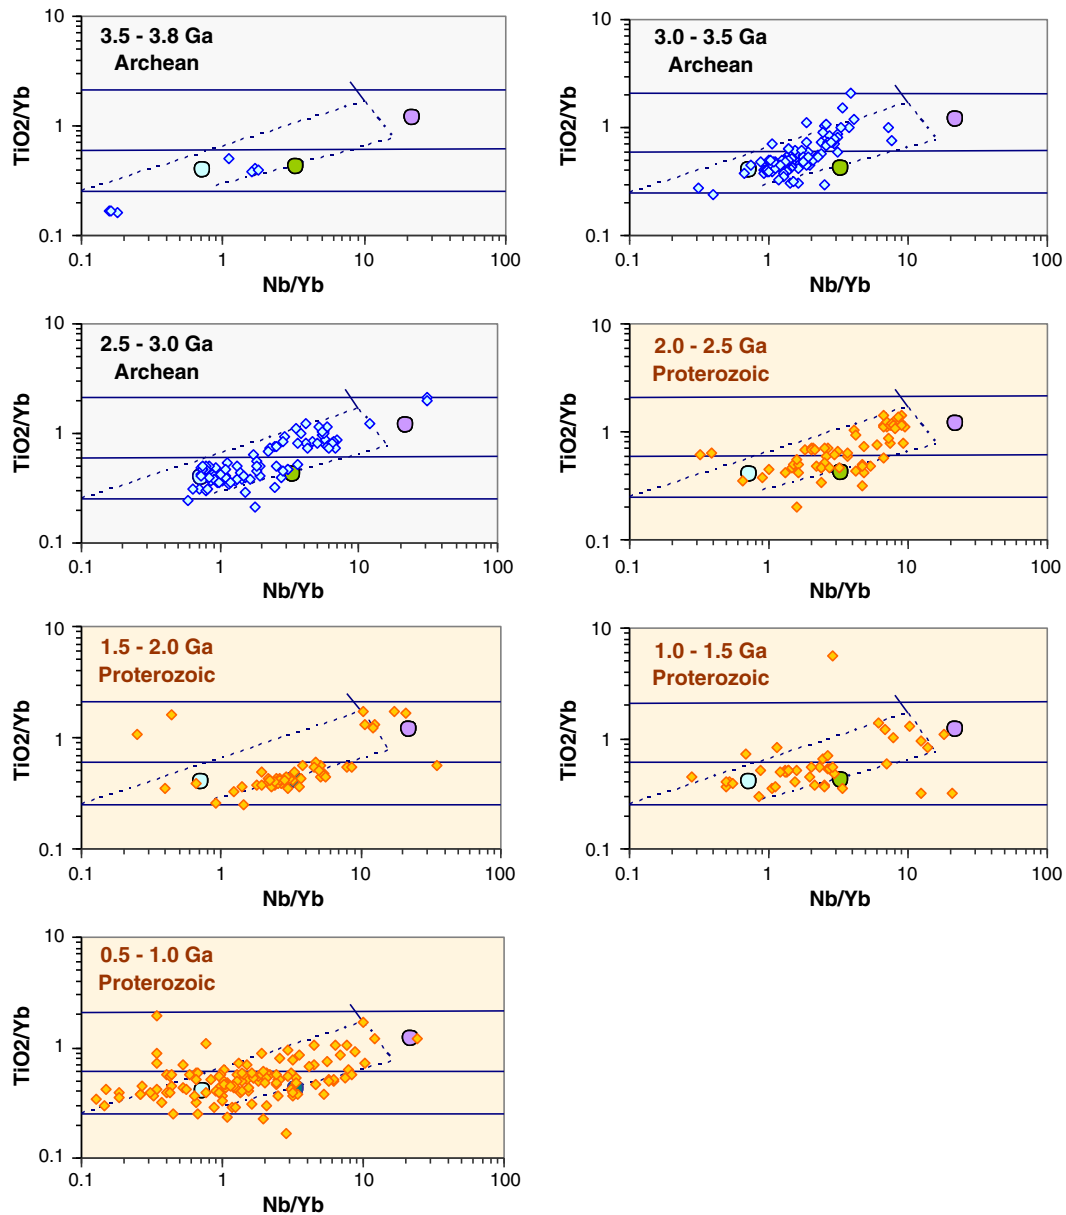 10
3.5 - 3.8 Ga
Archean
TiO2/Yb
1
0.1
0.1 1 10 100
Nb/Yb
10
3.0 - 3.5 Ga
Archean
TiO2/Yb
1
0.1
0.1 1 10 100
Nb/Yb
10
2.5 - 3.0 Ga
Archean
TiO2/Yb
1
0.1
0.1 1 10 100
Nb/Yb
10
2.0 - 2.5 Ga
Proterozoic
TiO2/Yb
1
0.1
0.1 1 10 100
Nb/Yb
10
1.5 - 2.0 Ga
Proterozoic
TiO2/Yb
1
0.1
0.1 1 10 100
Nb/Yb
10
1.0 - 1.5 Ga
Proterozoic
TiO2/Yb
1
0.1
0.1 1 10 100
Nb/Yb
10
0.5 - 1.0 Ga
Proterozoic
TiO2/Yb
1
0.1
0.1 1 10 100
Nb/Yb